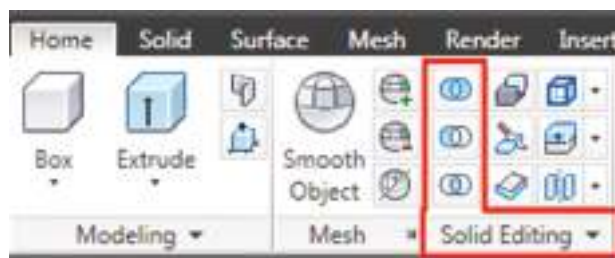 Home Solid Surface Mesh Render Insert
Box
Extrude
Smooth
Object
Modeling
Mesh
Solid Editing